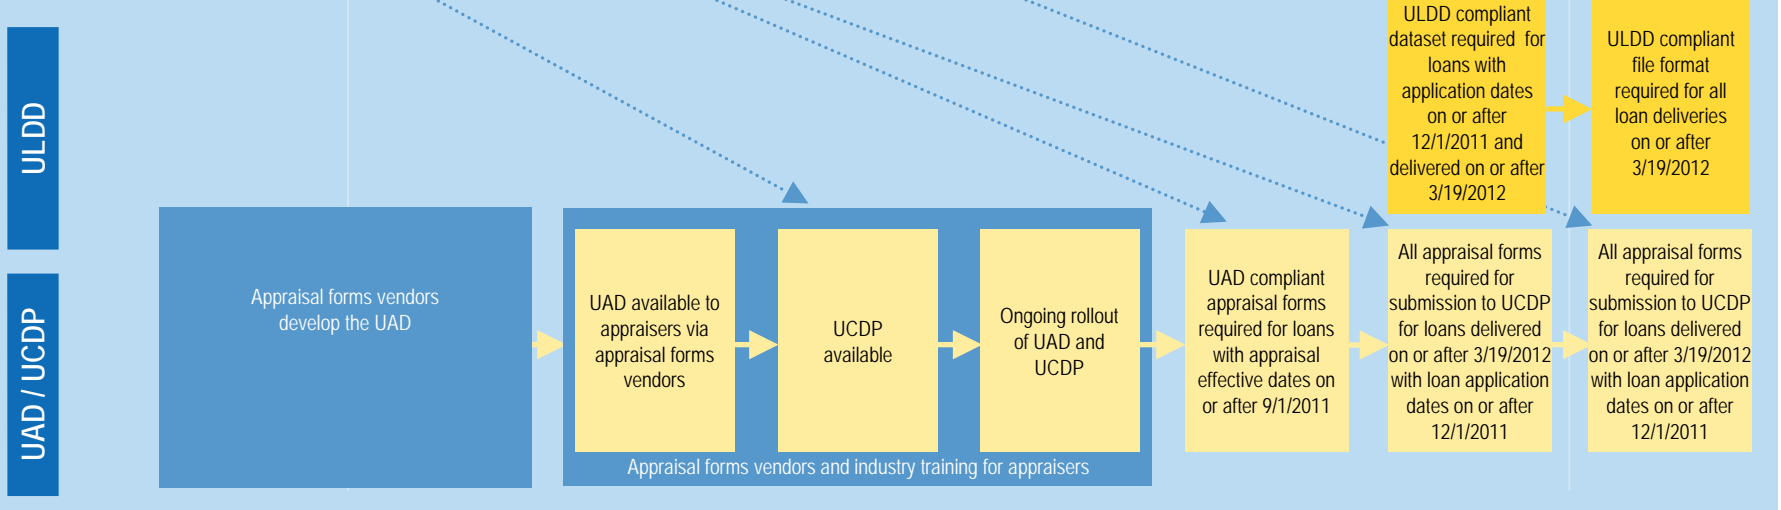 ULDD
ULDD compliant
dataset required for
loans with
application dates
on or after
12/1/2011 and
delivered on or after
3/19/2012
ULDD compliant
file format
required for all
loan deliveries
on or after
3/19/2012
UAD / UCDP
Appraisal forms vendors
develop the UAD
UAD available to
appraisers via
appraisal forms
vendors
UCDP
available
Ongoing rollout
of UAD and
UCDP
Appraisal forms vendors and industry training for appraisers
UAD compliant
appraisal forms
required for loans
with appraisal
effective dates on
or after 9/1/2011
All appraisal forms
required for
submission to UCDP
for loans delivered
on or after 3/19/2012
with loan application
dates on or after
12/1/2011
All appraisal forms
required for
submission to UCDP
for loans delivered
on or after 3/19/2012
with loan application
dates on or after
12/1/2011